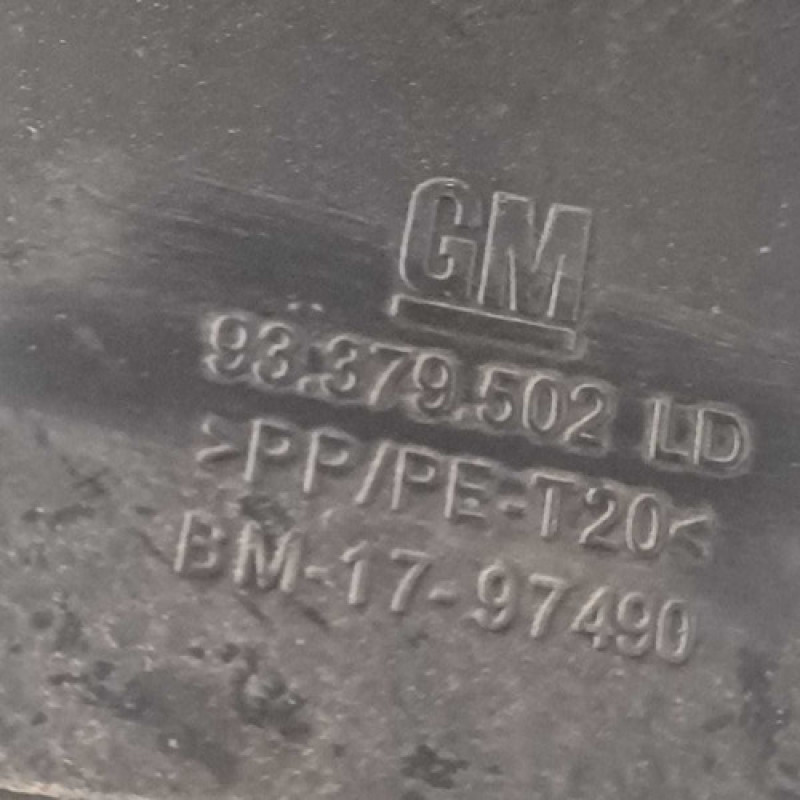 GM
93.379.502 LD
>PP/PE-T20<
BM-17-97490